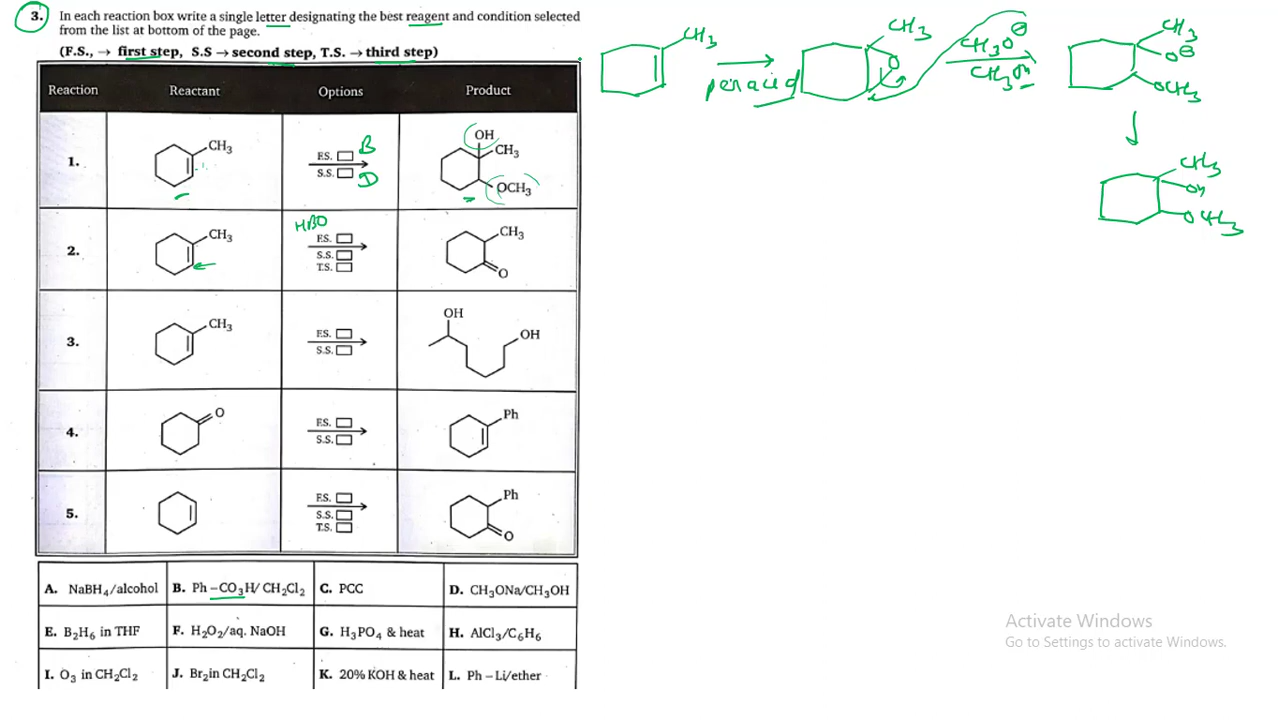 3. In each reaction box write a single letter designating the best reagent and condition selected
from the list at bottom of the page.
(F.S., → first step, S.S → second step, T.S. → third step)
Reaction Reactant Options Product
1. CH₃ F.S. B S.S. D OH CH₃ OCH₃
2. CH₃ HBO F.S. S.S. T.S. CH₃ O
3. CH₃ F.S. S.S. OH OH
4. O F.S. S.S. Ph
5. F.S. S.S. T.S. Ph O
A. NaBH₄/alcohol B. Ph –CO₃H/ CH₂Cl₂ C. PCC D. CH₃ONa/CH₃OH
E. B₂H₆ in THF F. H₂O₂/aq. NaOH G. H₃PO₄ & heat H. AlCl₃/C₆H₆
I. O₃ in CH₂Cl₂ J. Br₂in CH₂Cl₂ K. 20% KOH & heat L. Ph – Li/ether
CH₃ → peracid CH₃ O CH₃O⊖ CH₃OH CH₃ O⊖ OCH₃
↓
CH₃
OH
OCH₃
Activate Windows
Go to Settings to activate Windows.